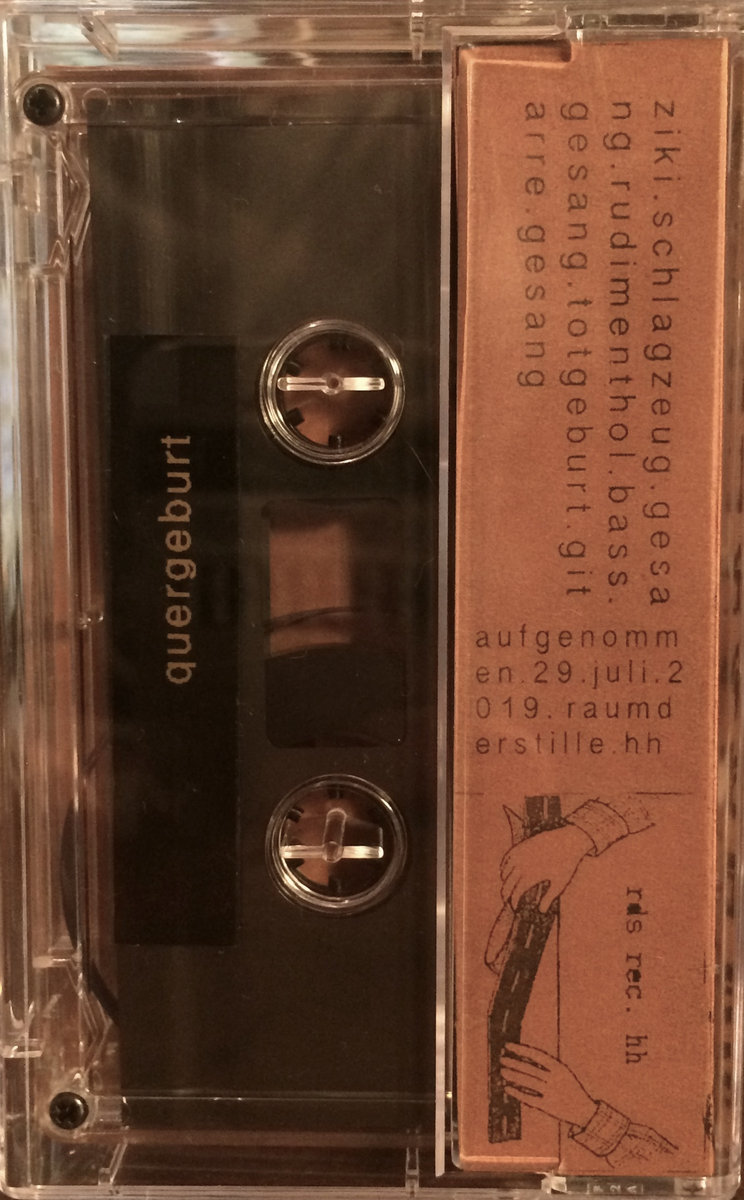 quergeburt
ziki.schlagzeug.gesa
ng.rudimenthol.bass.
gesang.totgeburt.git
arre.gesang
aufgenomm
en.29.juli.2
019.raumd
erstille.hh
rds rec. hh